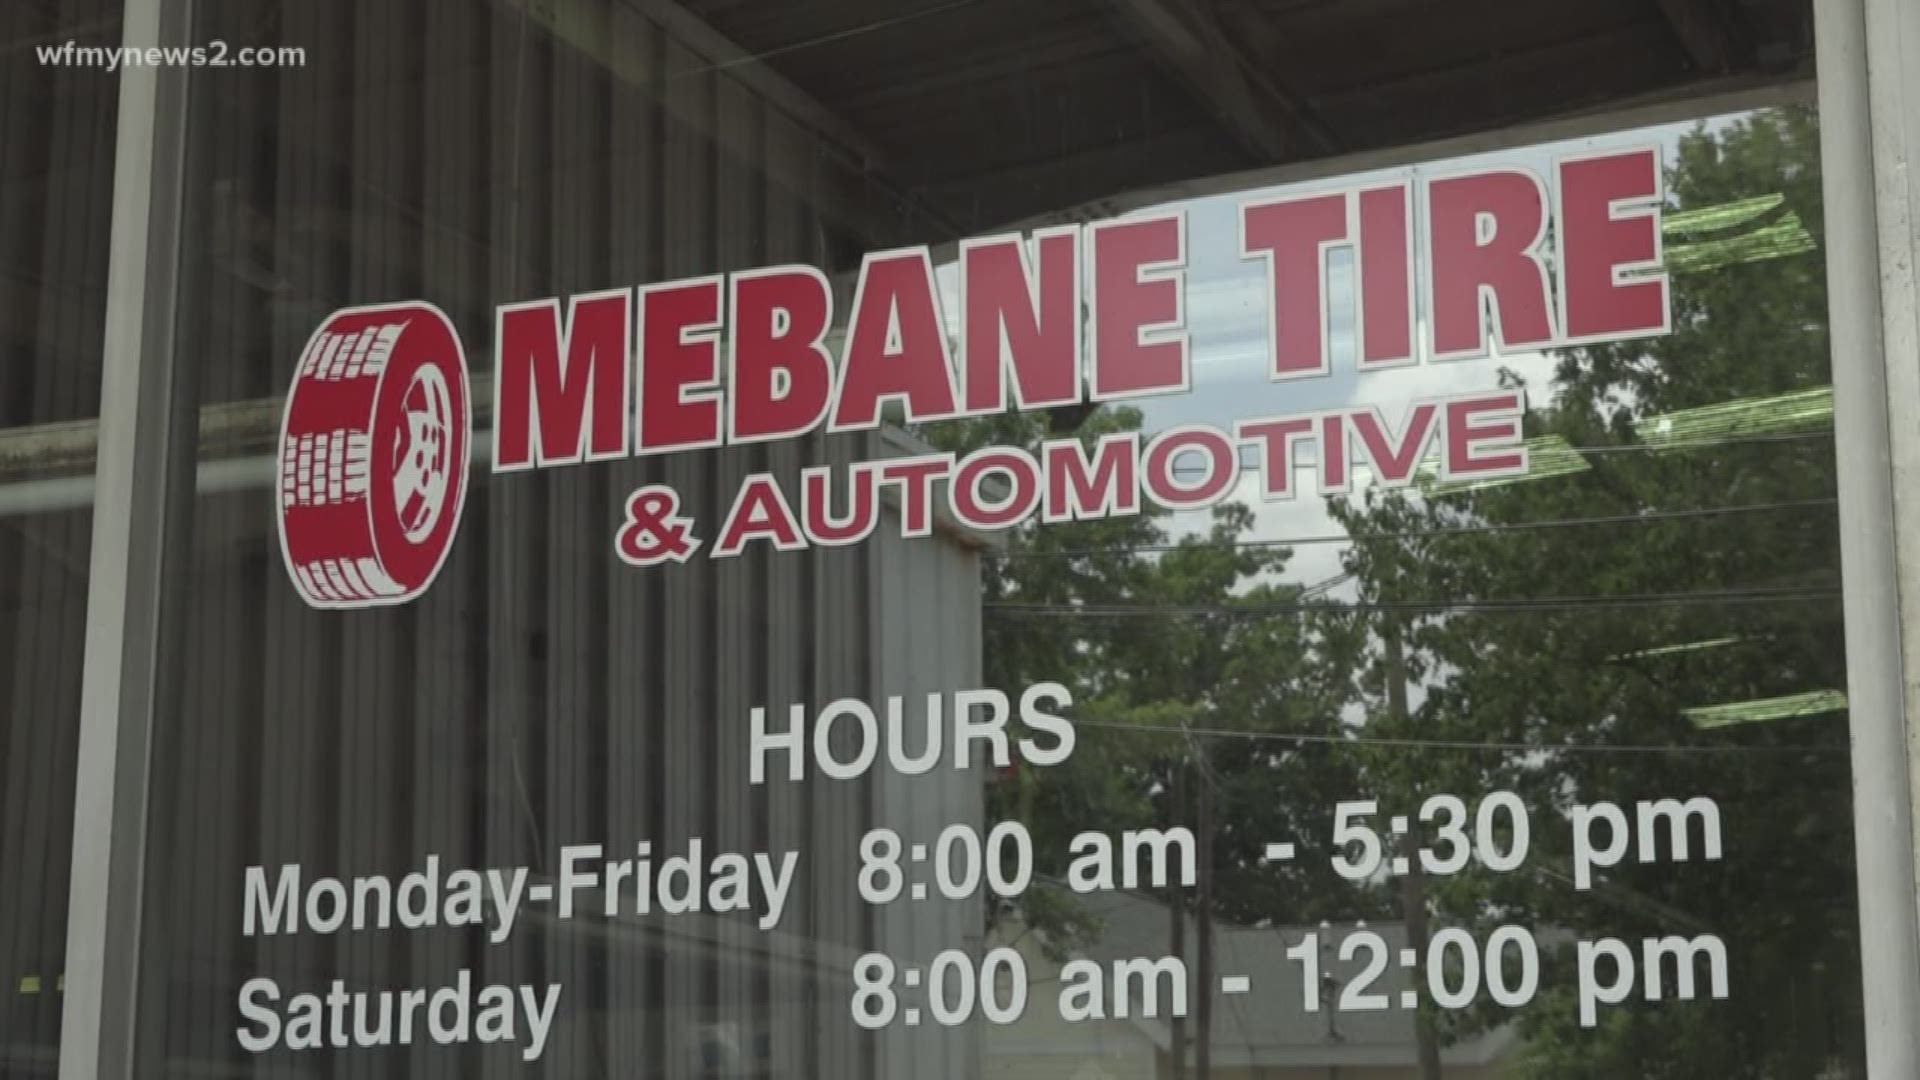 wfmynews2.com
MEBANE TIRE
& AUTOMOTIVE
HOURS
Monday-Friday 8:00 am - 5:30 pm
Saturday 8:00 am - 12:00 pm